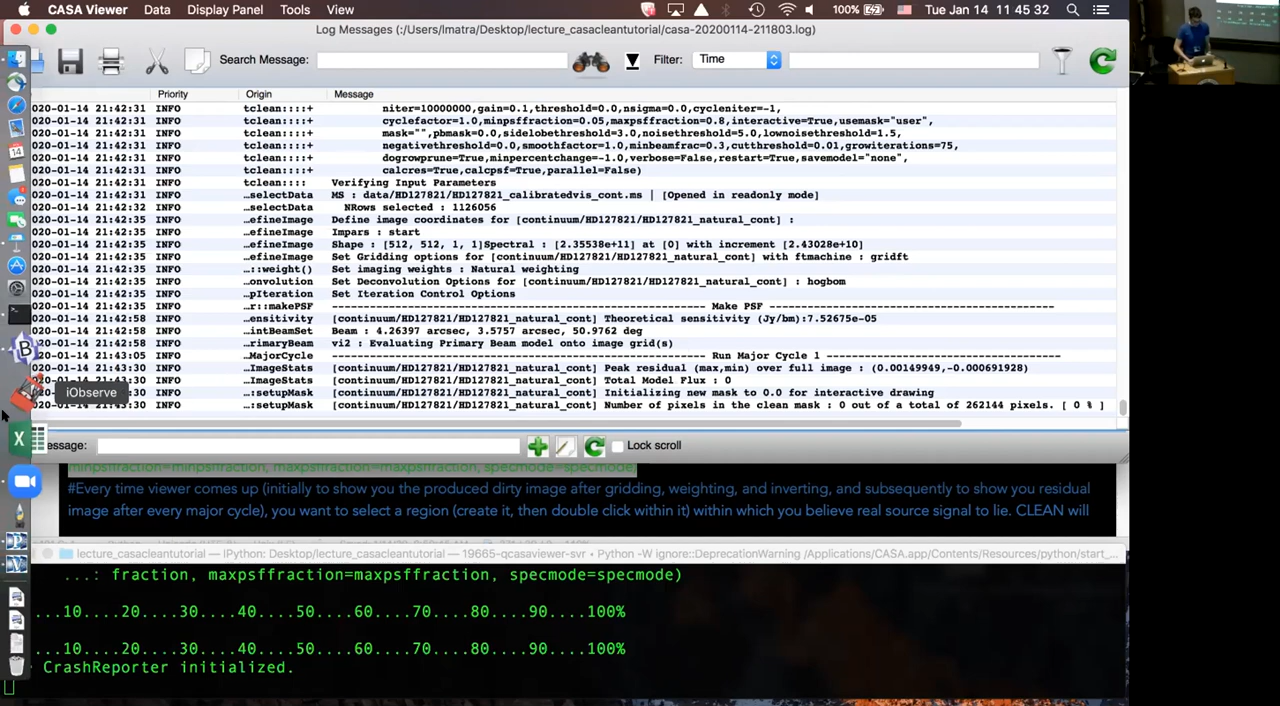 CASA Viewer Data Display Panel Tools View 100% Tue Jan 14 11 45 32
Log Messages (:/Users/lmatra/Desktop/lecture_casacleantutorial/casa-20200114-211803.log)
Search Message: Filter: Time
Priority Origin Message
020-01-14 21:42:31 INFO tclean::::+ niter=10000000,gain=0.1,threshold=0.0,nsigma=0.0,cycleniter=-1,
020-01-14 21:42:31 INFO tclean::::+ cyclefactor=1.0,minpsffraction=0.05,maxpsffraction=0.8,interactive=True,usemask="user",
020-01-14 21:42:31 INFO tclean::::+ mask="",pbmask=0.0,sidelobethreshold=3.0,noisethreshold=5.0,lownoisethreshold=1.5,
020-01-14 21:42:31 INFO tclean::::+ negativethreshold=0.0,smoothfactor=1.0,minbeamfrac=0.3,cutthreshold=0.01,growiterations=75,
020-01-14 21:42:31 INFO tclean::::+ dogrowprune=True,minpercentchange=-1.0,verbose=False,restart=True,savemodel="none",
020-01-14 21:42:31 INFO tclean::::+ calcres=True,calcpsf=True,parallel=False)
020-01-14 21:42:31 INFO tclean:::: Verifying Input Parameters
020-01-14 21:42:31 INFO …selectData MS : data/HD127821/HD127821_calibratedvis_cont.ms | [Opened in readonly mode]
020-01-14 21:42:32 INFO …selectData NRows selected : 1126056
020-01-14 21:42:35 INFO …efineImage Define image coordinates for [continuum/HD127821/HD127821_natural_cont] :
020-01-14 21:42:35 INFO …efineImage Impars : start
020-01-14 21:42:35 INFO …efineImage Shape : [512, 512, 1, 1]Spectral : [2.35538e+11] at [0] with increment [2.43028e+10]
020-01-14 21:42:35 INFO …efineImage Set Gridding options for [continuum/HD127821/HD127821_natural_cont] with ftmachine : gridft
020-01-14 21:42:35 INFO …::weight() Set imaging weights : Natural weighting
020-01-14 21:42:35 INFO …onvolution Set Deconvolution Options for [continuum/HD127821/HD127821_natural_cont] : hogbom
020-01-14 21:42:35 INFO …pIteration Set Iteration Control Options
020-01-14 21:42:35 INFO …r::makePSF ------------------------------------------------------- Make PSF ---------------------------------------------------
020-01-14 21:42:58 INFO …ensitivity [continuum/HD127821/HD127821_natural_cont] Theoretical sensitivity (Jy/bm):7.52675e-05
020-01-14 21:42:58 INFO …intBeamSet Beam : 4.26397 arcsec, 3.5757 arcsec, 50.9762 deg
020-01-14 21:42:58 INFO …rimaryBeam vi2 : Evaluating Primary Beam model onto image grid(s)
020-01-14 21:43:05 INFO …MajorCycle ------------------------------------------------------- Run Major Cycle 1 -------------------------------------
020-01-14 21:43:30 INFO …ImageStats [continuum/HD127821/HD127821_natural_cont] Peak residual (max,min) over full image : (0.00149949,-0.000691928)
:30 INFO …ImageStats [continuum/HD127821/HD127821_natural_cont] Total Model Flux : 0
:30 INFO …:setupMask [continuum/HD127821/HD127821_natural_cont] Initializing new mask to 0.0 for interactive drawing
020-01-14 21:43:30 INFO …:setupMask [continuum/HD127821/HD127821_natural_cont] Number of pixels in the clean mask : 0 out of a total of 262144 pixels. [ 0 % ]
iObserve
essage: Lock scroll
minpsffraction=minpsffraction, maxpsffraction=maxpsffraction, specmode=specmode)
#Every time viewer comes up (initially to show you the produced dirty image after gridding, weighting, and inverting, and subsequently to show you residual
image after every major cycle), you want to select a region (create it, then double click within it) within which you believe real source signal to lie. CLEAN will
lecture_casacleantutorial — IPython: Desktop/lecture_casacleantutorial — 19665-qcasaviewer-svr • Python -W ignore::DeprecationWarning /Applications/CASA.app/Contents/Resources/python/start_...
...: fraction, maxpsffraction=maxpsffraction, specmode=specmode)
...10....20....30....40....50....60....70....80....90....100%
...10....20....30....40....50....60....70....80....90....100%
CrashReporter initialized.